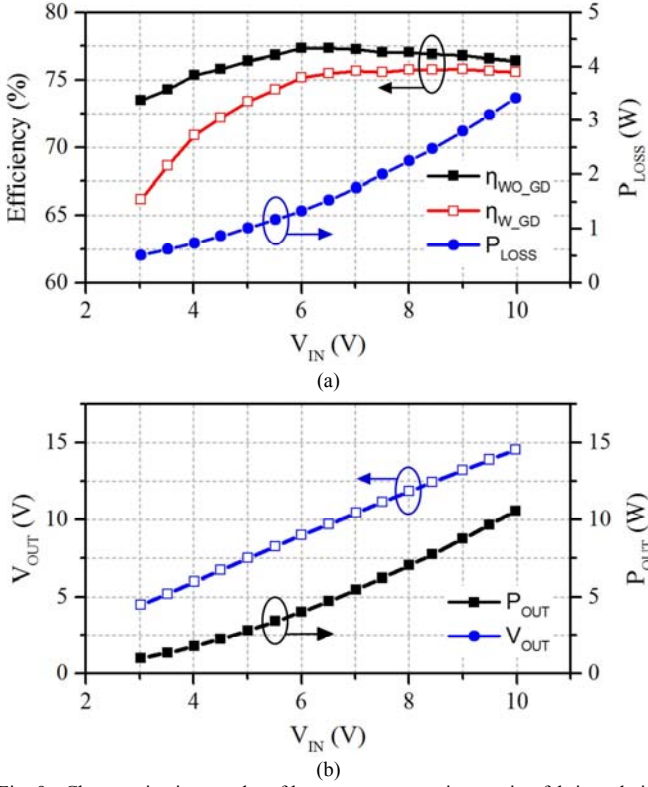 80
75
70
65
60
Efficiency (%)
5
4
3
2
1
0
P_LOSS (W)
η_WO_GD
η_W_GD
P_LOSS
2 4 6 8 10
V_IN (V)
(a)
15
10
5
0
V_OUT (V)
15
10
5
0
P_OUT (W)
P_OUT
V_OUT
2 4 6 8 10
V_IN (V)
(b)